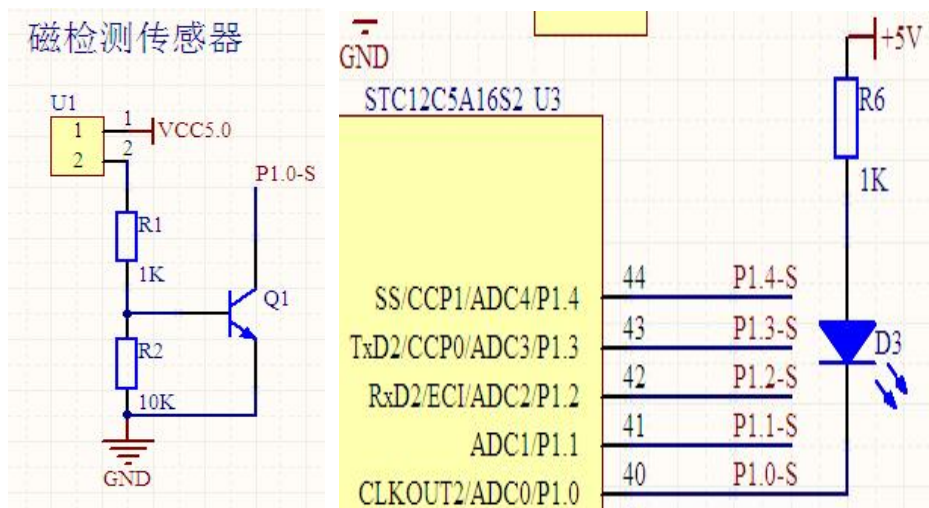 磁检测传感器
U1
1
1
VCC5.0
2
2
P1.0-S
R1
1K
Q1
R2
10K
GND
GND
+5V
STC12C5A16S2 U3
R6
1K
SS/CCP1/ADC4/P1.4
44
P1.4-S
TxD2/CCP0/ADC3/P1.3
43
P1.3-S
D3
RxD2/ECI/ADC2/P1.2
42
P1.2-S
ADC1/P1.1
41
P1.1-S
CLKOUT2/ADC0/P1.0
40
P1.0-S